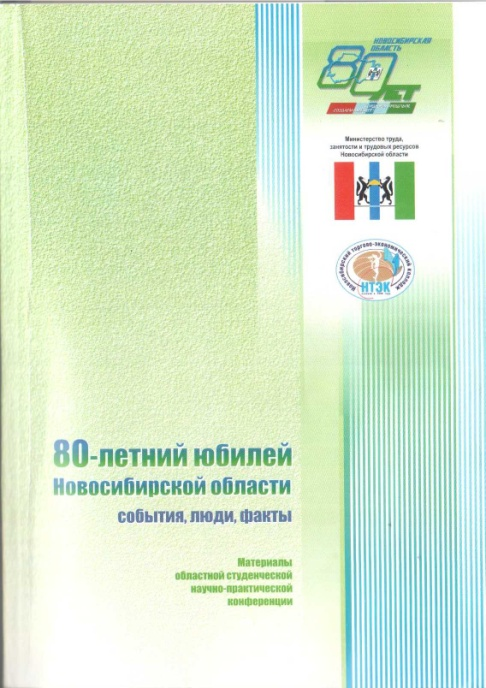 НОВОСИБИРСКАЯ
ОБЛАСТЬ
80 ЛЕТ
Министерство труда,
занятости и трудовых ресурсов
Новосибирской области
Новосибирский торгово-экономический колледж
НТЭК
80-летний юбилей
Новосибирской области
события, люди, факты
Материалы
областной студенческой
научно-практической
конференции